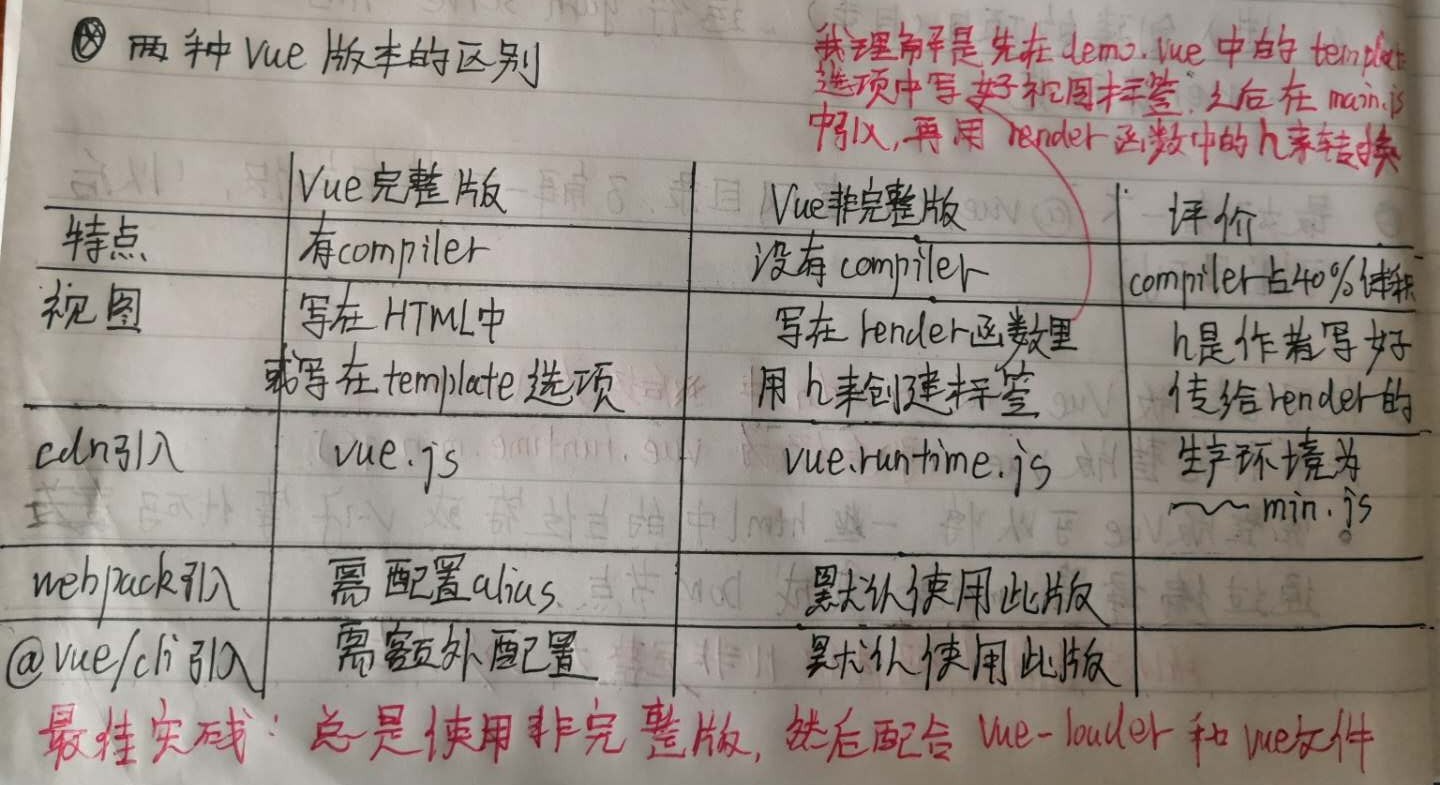 ⊗ 两种Vue版本的区别
我理解是先在demo.vue中的template
选项中写好视图标签,之后在main.js
中引入,再用render函数中的h来转换
Vue完整版 Vue非完整版 评价
特点 有compiler 没有compiler compiler占40%体积
视图 写在HTML中 写在render函数里 h是作者写好
或写在template选项 用h来创建标签 传给render的
cdn引入 vue.js vue.runtime.js 生产环境为
~~min.js
webpack引入 需配置alias 默认使用此版
@vue/cli引入 需额外配置 默认使用此版
最佳实践:总是使用非完整版,然后配合vue-loader和vue文件